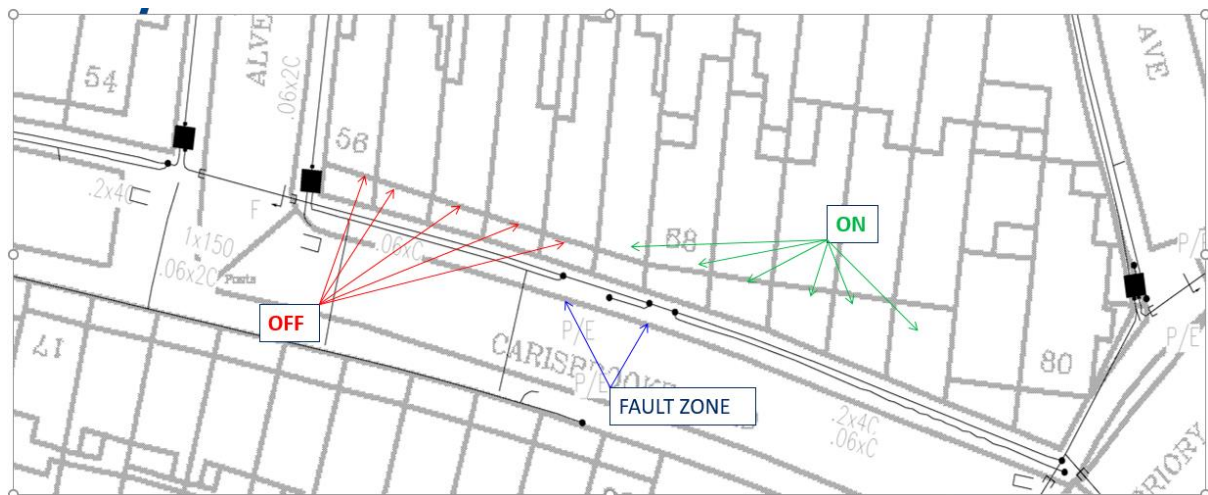 54
ALVE
.06x2C
AVE
56
.2x4C
F
.06xC
58
ON
P/E
1x150
.06x2C
Posts
OFF
P/E
P/E
17
CARISBROOKE
P/E
80
FAULT ZONE
.2x4C
.06xC
PRIORY